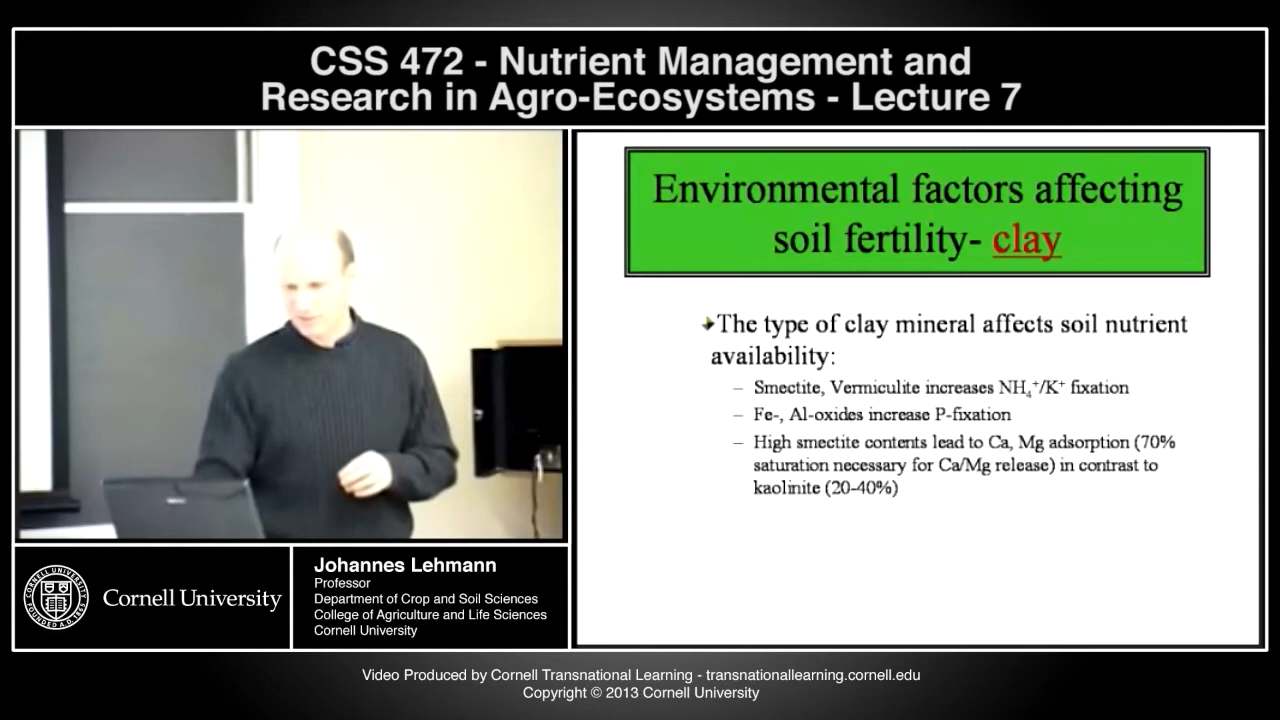 CSS 472 - Nutrient Management and
Research in Agro-Ecosystems - Lecture 7
Environmental factors affecting
soil fertility- clay
The type of clay mineral affects soil nutrient
availability:
– Smectite, Vermiculite increases NH₄⁺/K⁺ fixation
– Fe-, Al-oxides increase P-fixation
– High smectite contents lead to Ca, Mg adsorption (70%
saturation necessary for Ca/Mg release) in contrast to
kaolinite (20-40%)
Cornell University
Johannes Lehmann
Professor
Department of Crop and Soil Sciences
College of Agriculture and Life Sciences
Cornell University
Video Produced by Cornell Transnational Learning - transnationallearning.cornell.edu
Copyright © 2013 Cornell University